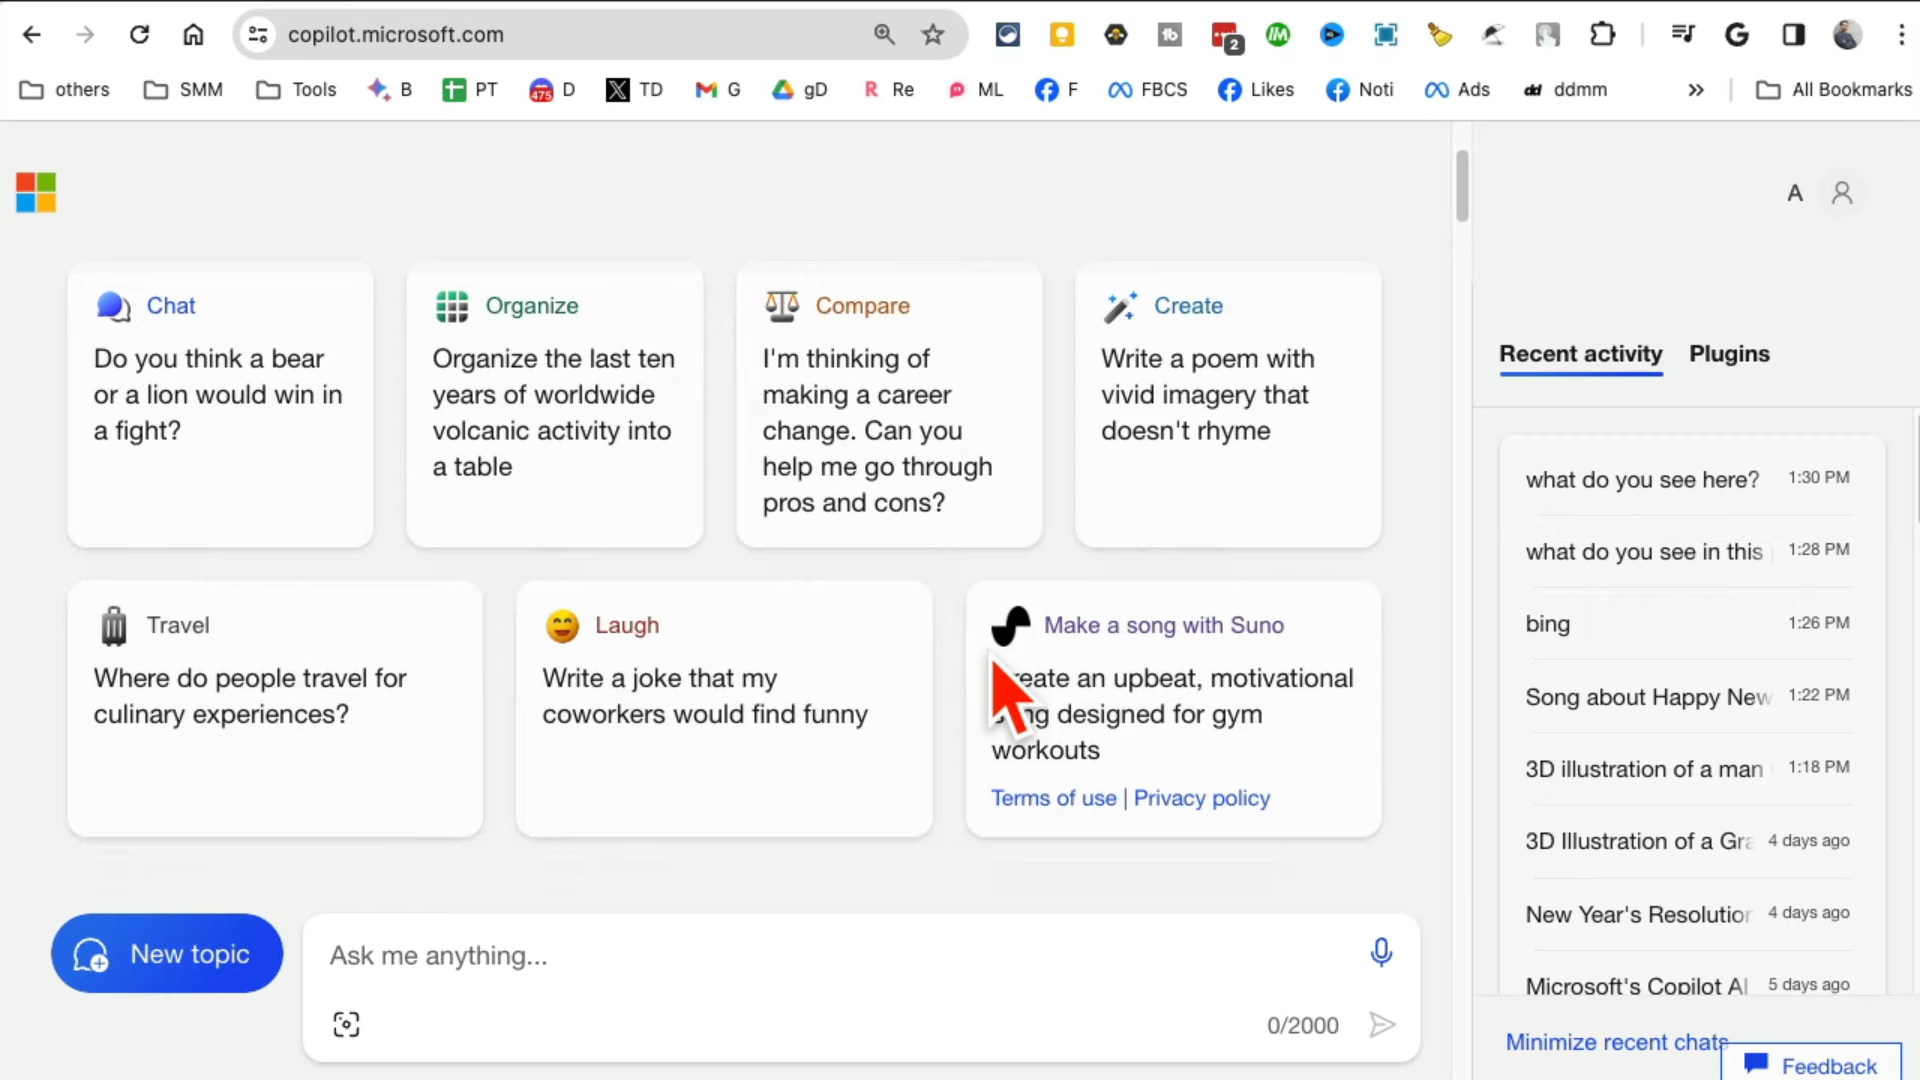 copilot.microsoft.com
2
others SMM Tools B PT 475 D TD G gD R Re ML F FBCS Likes Noti Ads dd ddmm >> All Bookmarks
A
Chat
Do you think a bear
or a lion would win in
a fight?
Organize
Organize the last ten
years of worldwide
volcanic activity into
a table
Compare
I'm thinking of
making a career
change. Can you
help me go through
pros and cons?
Create
Write a poem with
vivid imagery that
doesn't rhyme
Travel
Where do people travel for
culinary experiences?
Laugh
Write a joke that my
coworkers would find funny
Make a song with Suno
an upbeat, motivational
designed for gym
workouts
Terms of use | Privacy policy
New topic
Ask me anything...
0/2000
Recent activity Plugins
what do you see here? 1:30 PM
what do you see in this 1:28 PM
bing 1:26 PM
Song about Happy New 1:22 PM
3D illustration of a man 1:18 PM
3D Illustration of a Gra 4 days ago
New Year's Resolution 4 days ago
Microsoft's Copilot AI 5 days ago
Minimize recent chats
Feedback